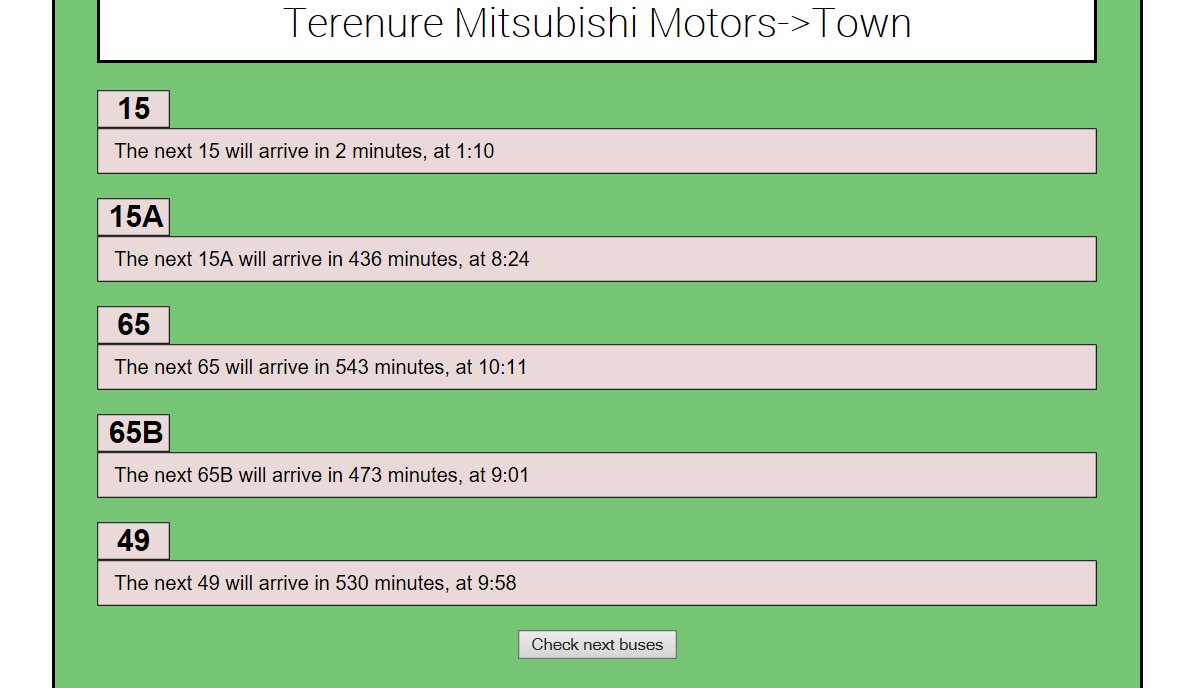 Terenure Mitsubishi Motors->Town
15
The next 15 will arrive in 2 minutes, at 1:10
15A
The next 15A will arrive in 436 minutes, at 8:24
65
The next 65 will arrive in 543 minutes, at 10:11
65B
The next 65B will arrive in 473 minutes, at 9:01
49
The next 49 will arrive in 530 minutes, at 9:58
Check next buses